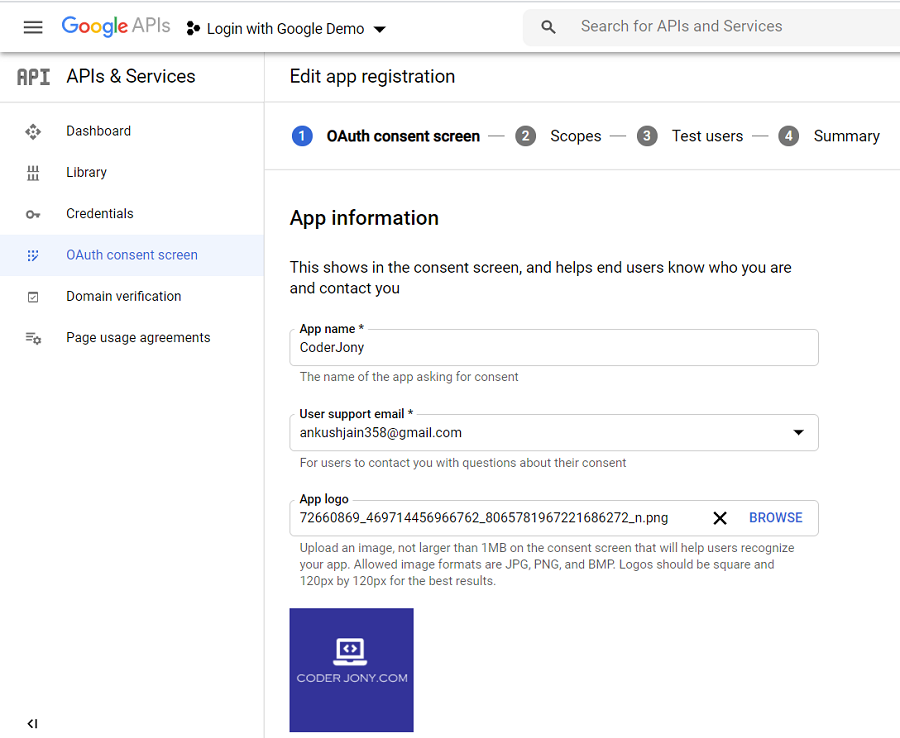 Google APIs
Login with Google Demo
Search for APIs and Services
API
APIs & Services
Dashboard
Library
Credentials
OAuth consent screen
Domain verification
Page usage agreements
Edit app registration
1 OAuth consent screen — 2 Scopes — 3 Test users — 4 Summary
App information
This shows in the consent screen, and helps end users know who you are
and contact you
App name *
CoderJony
The name of the app asking for consent
User support email *
ankushjain358@gmail.com
For users to contact you with questions about their consent
App logo
72660869_469714456966762_8065781967221686272_n.png
BROWSE
Upload an image, not larger than 1MB on the consent screen that will help users recognize
your app. Allowed image formats are JPG, PNG, and BMP. Logos should be square and
120px by 120px for the best results.
CODER JONY.COM